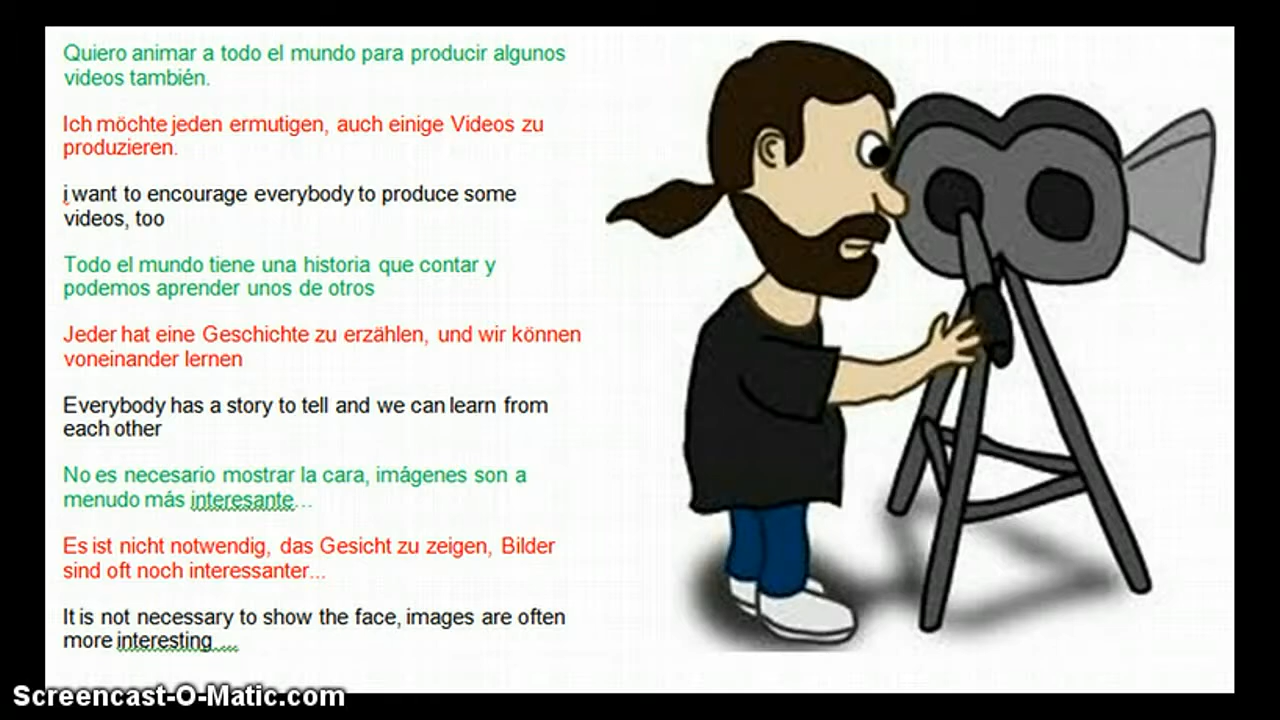 Quiero animar a todo el mundo para producir algunos
videos también.
Ich möchte jeden ermutigen, auch einige Videos zu
produzieren.
i want to encourage everybody to produce some
videos, too
Todo el mundo tiene una historia que contar y
podemos aprender unos de otros
Jeder hat eine Geschichte zu erzählen, und wir können
voneinander lernen
Everybody has a story to tell and we can learn from
each other
No es necesario mostrar la cara, imágenes son a
menudo más interesante...
Es ist nicht notwendig, das Gesicht zu zeigen, Bilder
sind oft noch interessanter...
It is not necessary to show the face, images are often
more interesting ...
Screencast-O-Matic.com